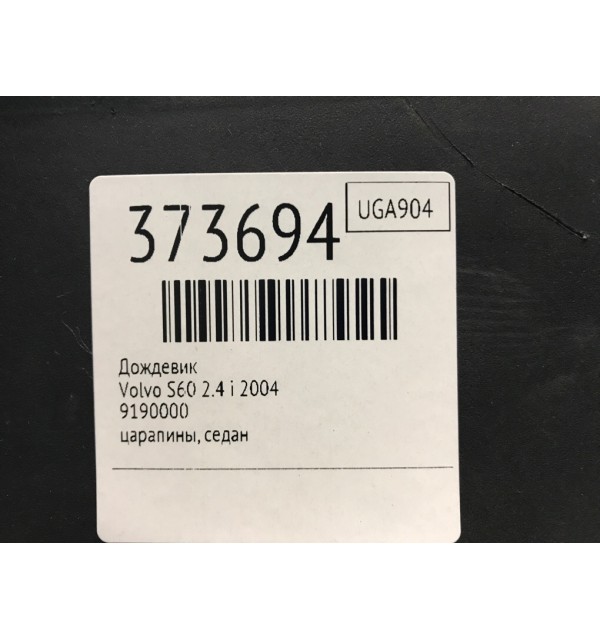 373694
UGA904
Дождевик
Volvo S60 2.4 i 2004
9190000
царапины, седан